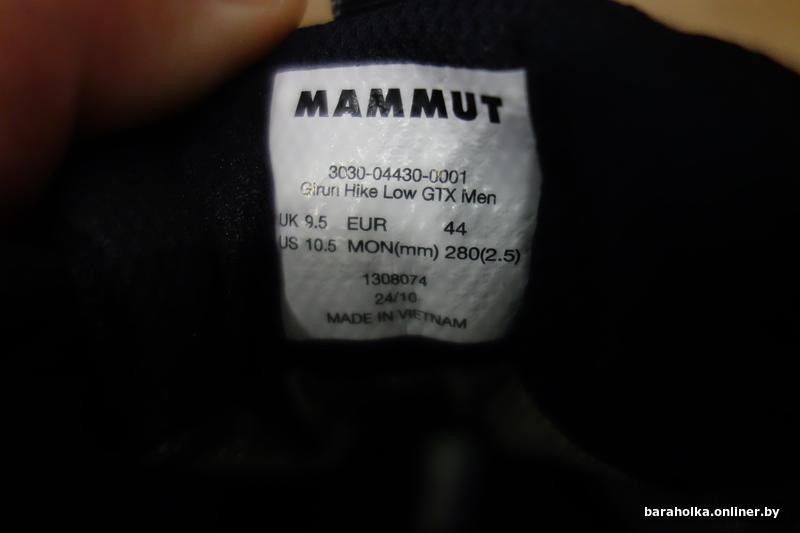 MAMMUT
3030-04430-0001
Girun Hike Low GTX Men
UK 9.5 EUR 44
US 10.5 MON(mm) 280(2.5)
1308074
24/10
MADE IN VIETNAM
baraholka.onliner.by